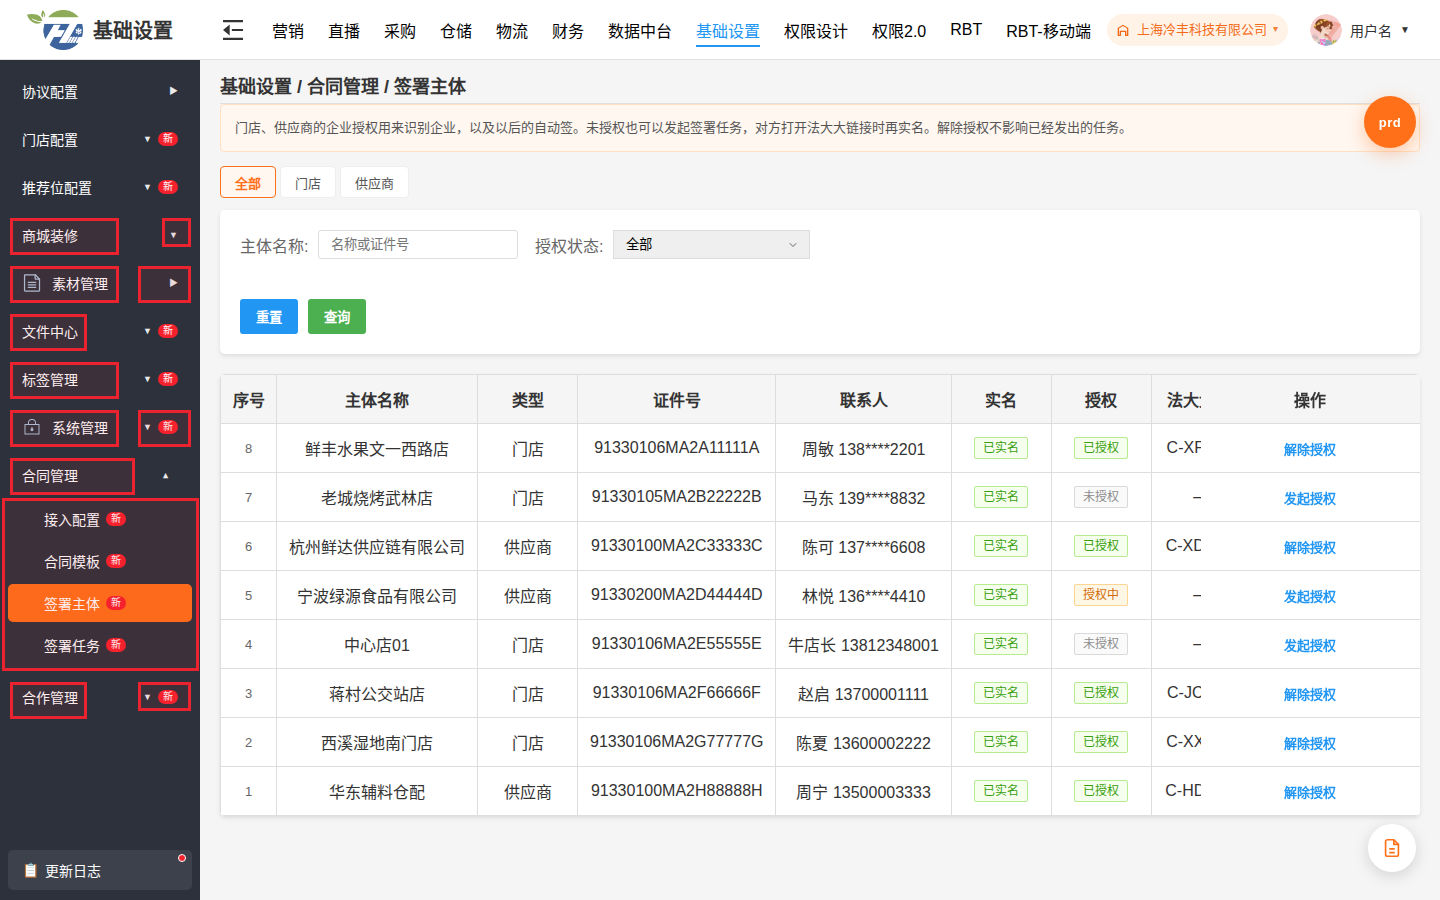 基础设置
营销 直播 采购 仓储 物流 财务 数据中台 基础设置 权限设计 权限2.0 RBT RBT-移动端 上海冷丰科技有限公司 ▾ 用户名 ▼
协议配置 ▶
门店配置 ▼ 新
推荐位配置 ▼ 新
商城装修 ▼
素材管理 ▶
文件中心 ▼ 新
标签管理 ▼ 新
系统管理 ▼ 新
合同管理 ▲
接入配置 新
合同模板 新
签署主体 新
签署任务 新
合作管理 ▼ 新
更新日志
基础设置 / 合同管理 / 签署主体
门店、供应商的企业授权用来识别企业，以及以后的自动签。未授权也可以发起签署任务，对方打开法大大链接时再实名。解除授权不影响已经发出的任务。
prd
全部 门店 供应商
主体名称: 名称或证件号 授权状态: 全部
重置 查询
序号 主体名称 类型 证件号 联系人 实名 授权 法大 操作
8 鲜丰水果文一西路店 门店 91330106MA2A11111A 周敏 138****2201 已实名 已授权 C-XF 解除授权
7 老城烧烤武林店 门店 91330105MA2B22222B 马东 139****8832 已实名 未授权 – 发起授权
6 杭州鲜达供应链有限公司 供应商 91330100MA2C33333C 陈可 137****6608 已实名 已授权 C-XD 解除授权
5 宁波绿源食品有限公司 供应商 91330200MA2D44444D 林悦 136****4410 已实名 授权中 – 发起授权
4 中心店01 门店 91330106MA2E55555E 牛店长 13812348001 已实名 未授权 – 发起授权
3 蒋村公交站店 门店 91330106MA2F66666F 赵启 13700001111 已实名 已授权 C-JC 解除授权
2 西溪湿地南门店 门店 91330106MA2G77777G 陈夏 13600002222 已实名 已授权 C-XX 解除授权
1 华东辅料仓配 供应商 91330100MA2H88888H 周宁 13500003333 已实名 已授权 C-HD 解除授权